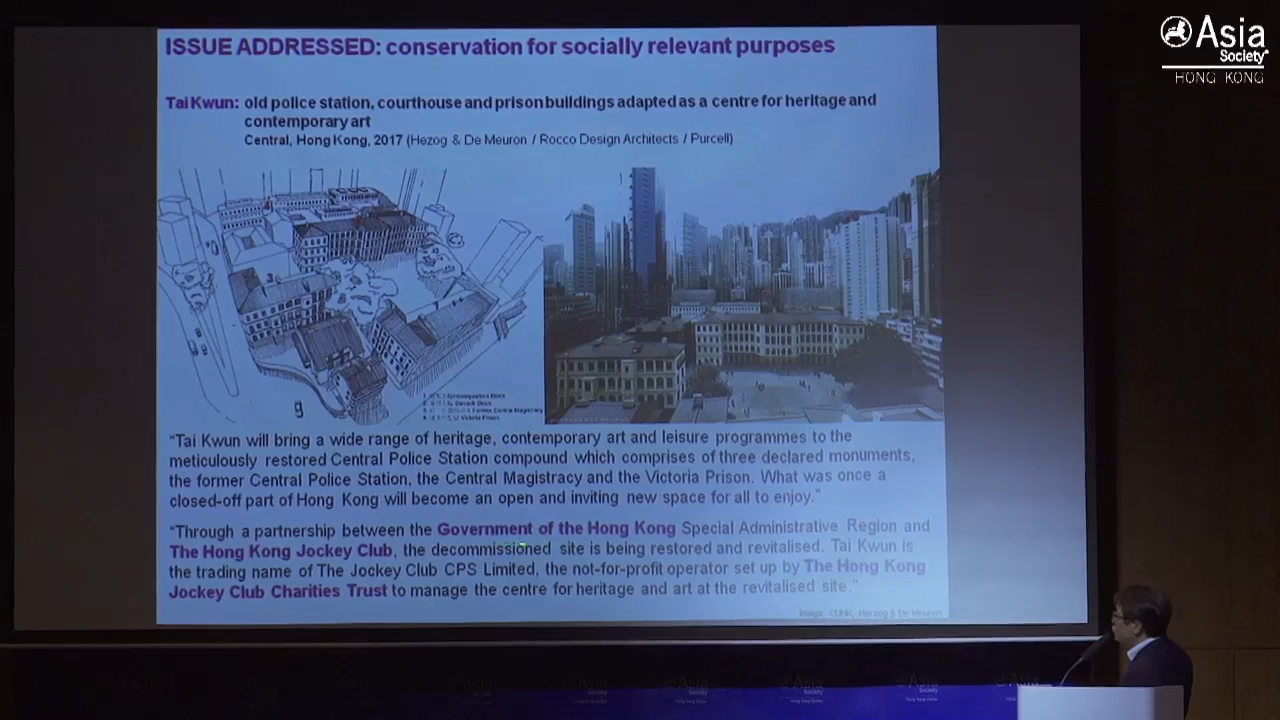 Asia
Society
HONG KONG
ISSUE ADDRESSED: conservation for socially relevant purposes
Tai Kwun: old police station, courthouse and prison buildings adapted as a centre for heritage and
contemporary art
Central, Hong Kong, 2017 (Hezog & De Meuron / Rocco Design Architects / Purcell)
3
"Tai Kwun will bring a wide range of heritage, contemporary art and leisure programmes to the
meticulously restored Central Police Station compound which comprises of three declared monuments,
the former Central Police Station, the Central Magistracy and the Victoria Prison. What was once a
closed-off part of Hong Kong will become an open and inviting new space for all to enjoy."
"Through a partnership between the Government of the Hong Kong Special Administrative Region and
The Hong Kong Jockey Club, the decommissioned site is being restored and revitalised. Tai Kwun is
the trading name of The Jockey Club CPS Limited, the not-for-profit operator set up by The Hong Kong
Jockey Club Charities Trust to manage the centre for heritage and art at the revitalised site."
Image: CUHK, Herzog & De Meuron